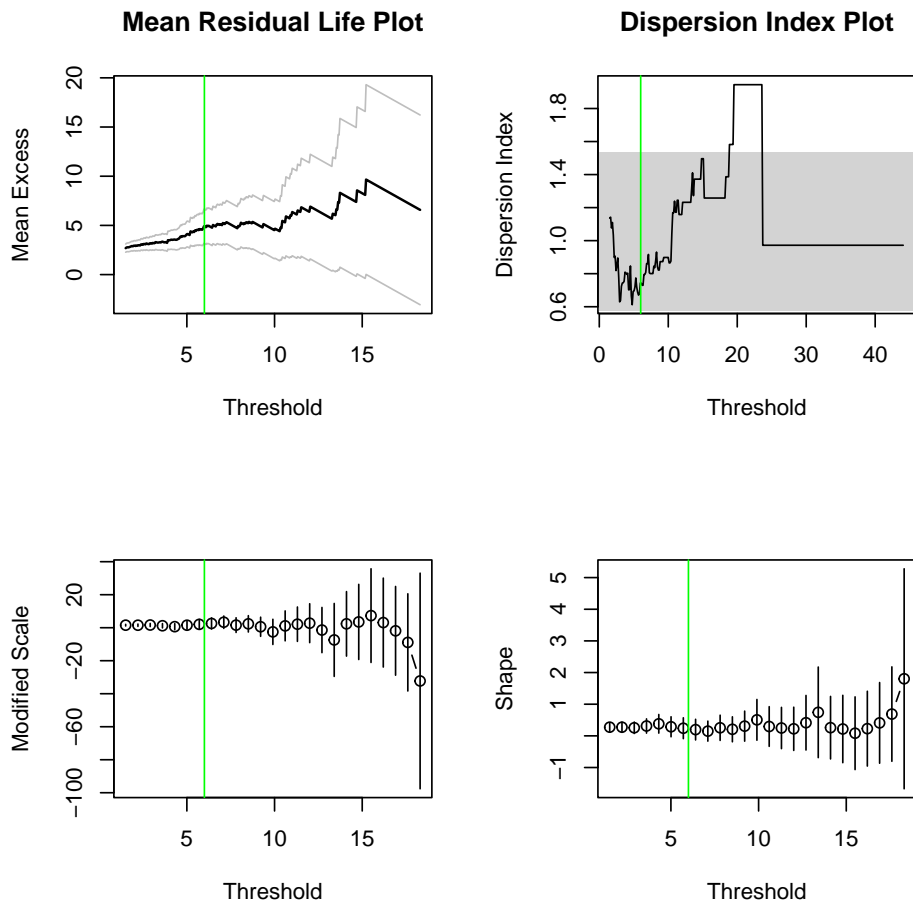 Mean Residual Life Plot
Mean Excess
20
15
10
5
0
5 10 15
Threshold
Dispersion Index Plot
Dispersion Index
1.8
1.4
1.0
0.6
0 10 20 30 40
Threshold
Modified Scale
20
−20
−60
−100
5 10 15
Threshold
Shape
5
4
3
2
1
−1
5 10 15
Threshold